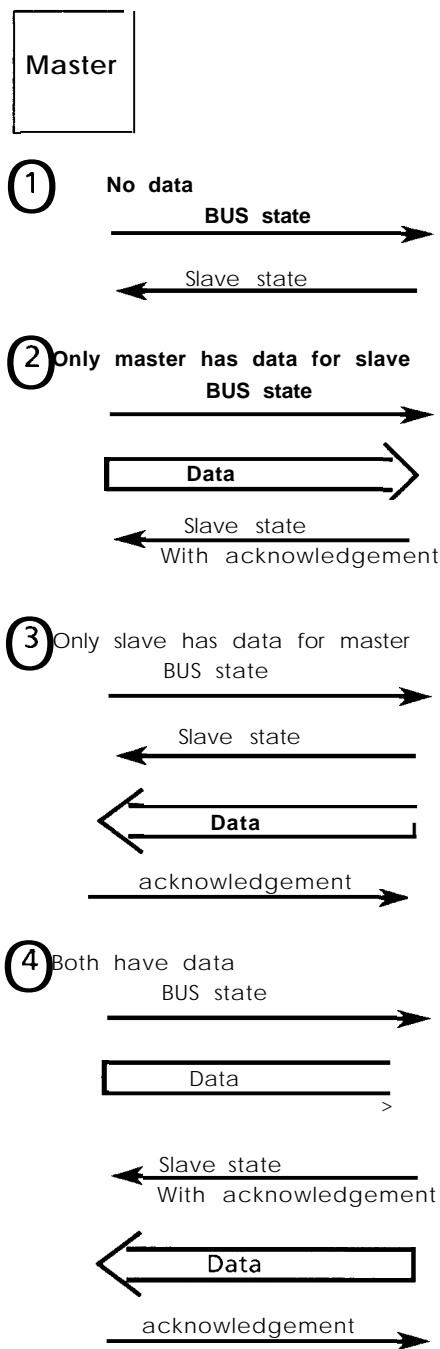 Master
1 No data
BUS state
Slave state
2 Only master has data for slave
BUS state
Data
Slave state
With acknowledgement
3 Only slave has data for master
BUS state
Slave state
Data
acknowledgement
4 Both have data
BUS state
Data
>
Slave state
With acknowledgement
Data
acknowledgement